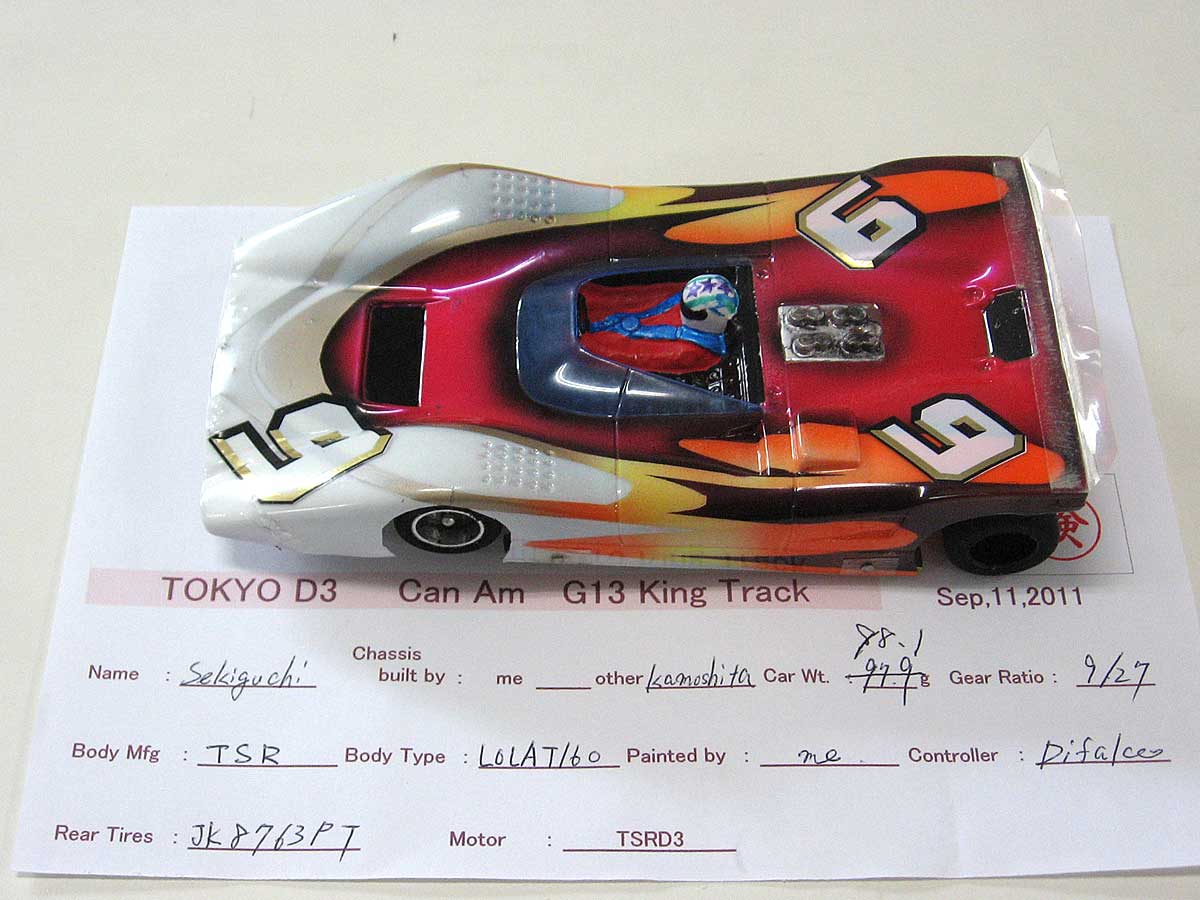 6
6
6
検
TOKYO D3 Can Am G13 King Track Sep,11,2011
Chassis
88.1
Name : Sekiguchi built by : me other kamoshita Car Wt. : 97.9 g Gear Ratio : 9/27
Body Mfg : TSR Body Type : LOLAT160 Painted by : me Controller : Difalco
Rear Tires : JK8763PT Motor : TSRD3